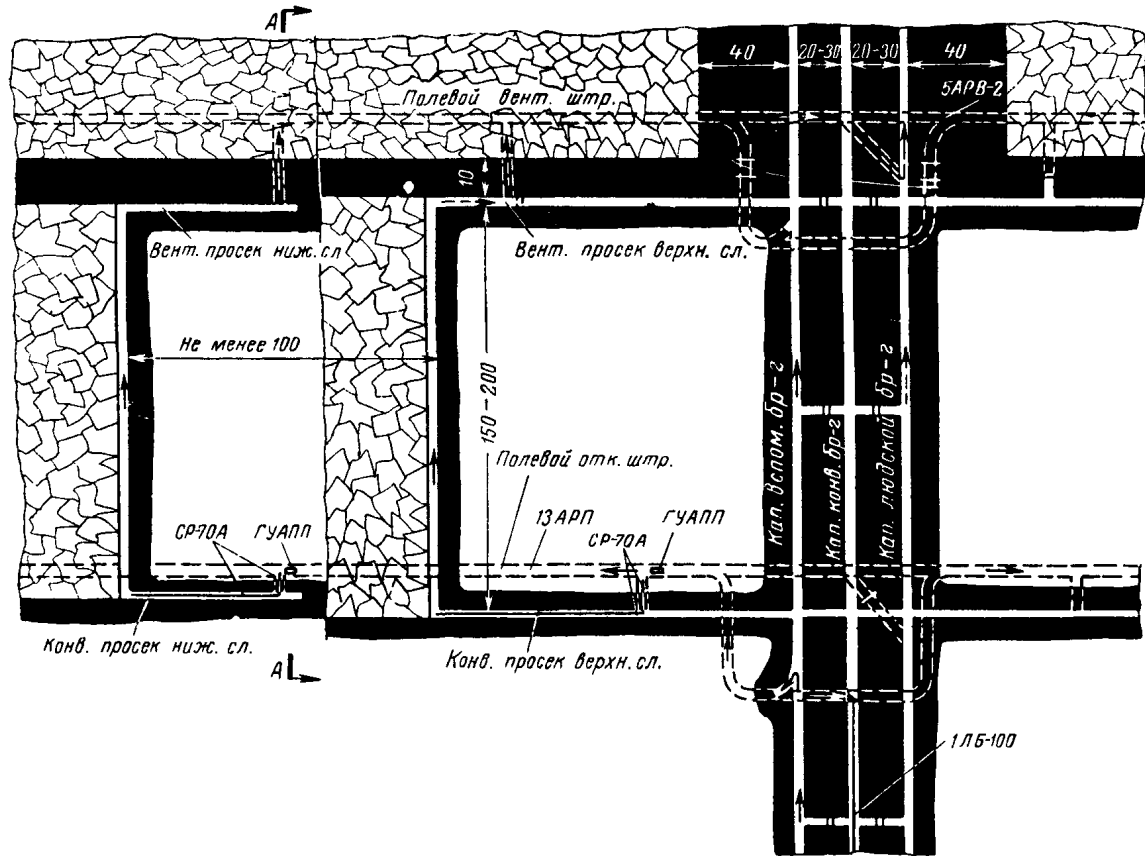 А
40
20-30
20-30
40
5АРВ-2
Полевой вент. штр.
10
Вент. просек ниж. сл
Вент. просек верхн. сл.
Не менее 100
150-200
Кап. вспом. бр-г
Кап. конв. бр-г
Кап. людской бр-г
Полевой отк. штр.
СР-70А
ГУАПП
13АРП
СР-70А
ГУАПП
Конв. просек ниж. сл.
Конв. просек верхн. сл.
А
1ЛБ-100